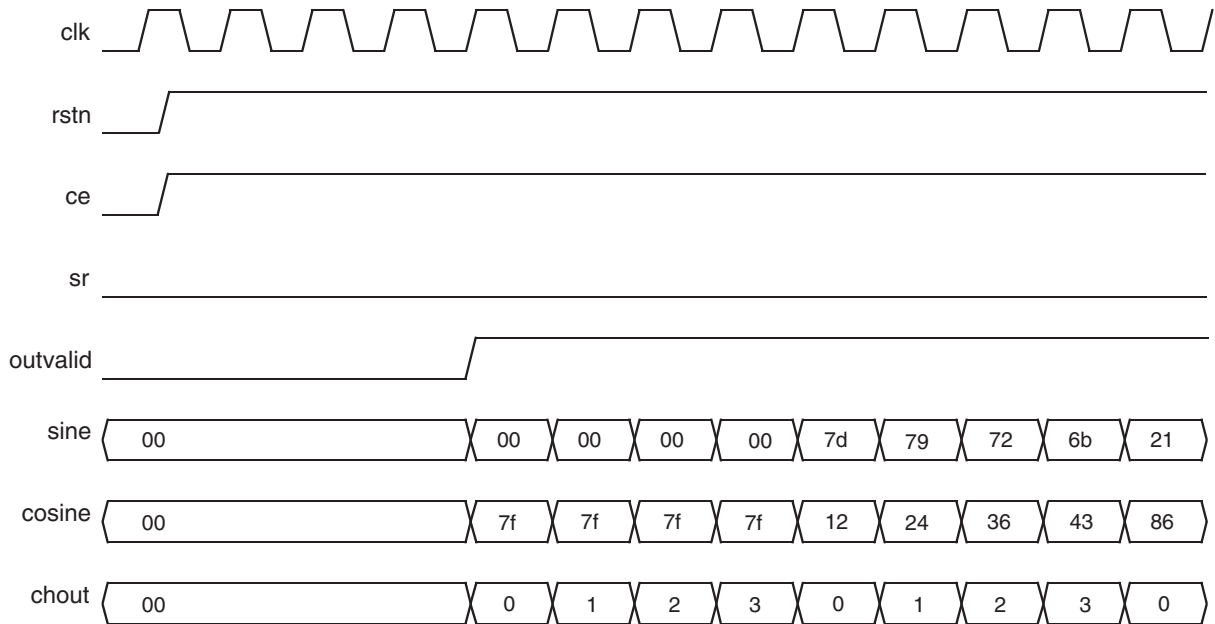 clk
rstn
ce
sr
outvalid
sine 00 00 00 00 00 7d 79 72 6b 21
cosine 00 7f 7f 7f 7f 12 24 36 43 86
chout 00 0 1 2 3 0 1 2 3 0